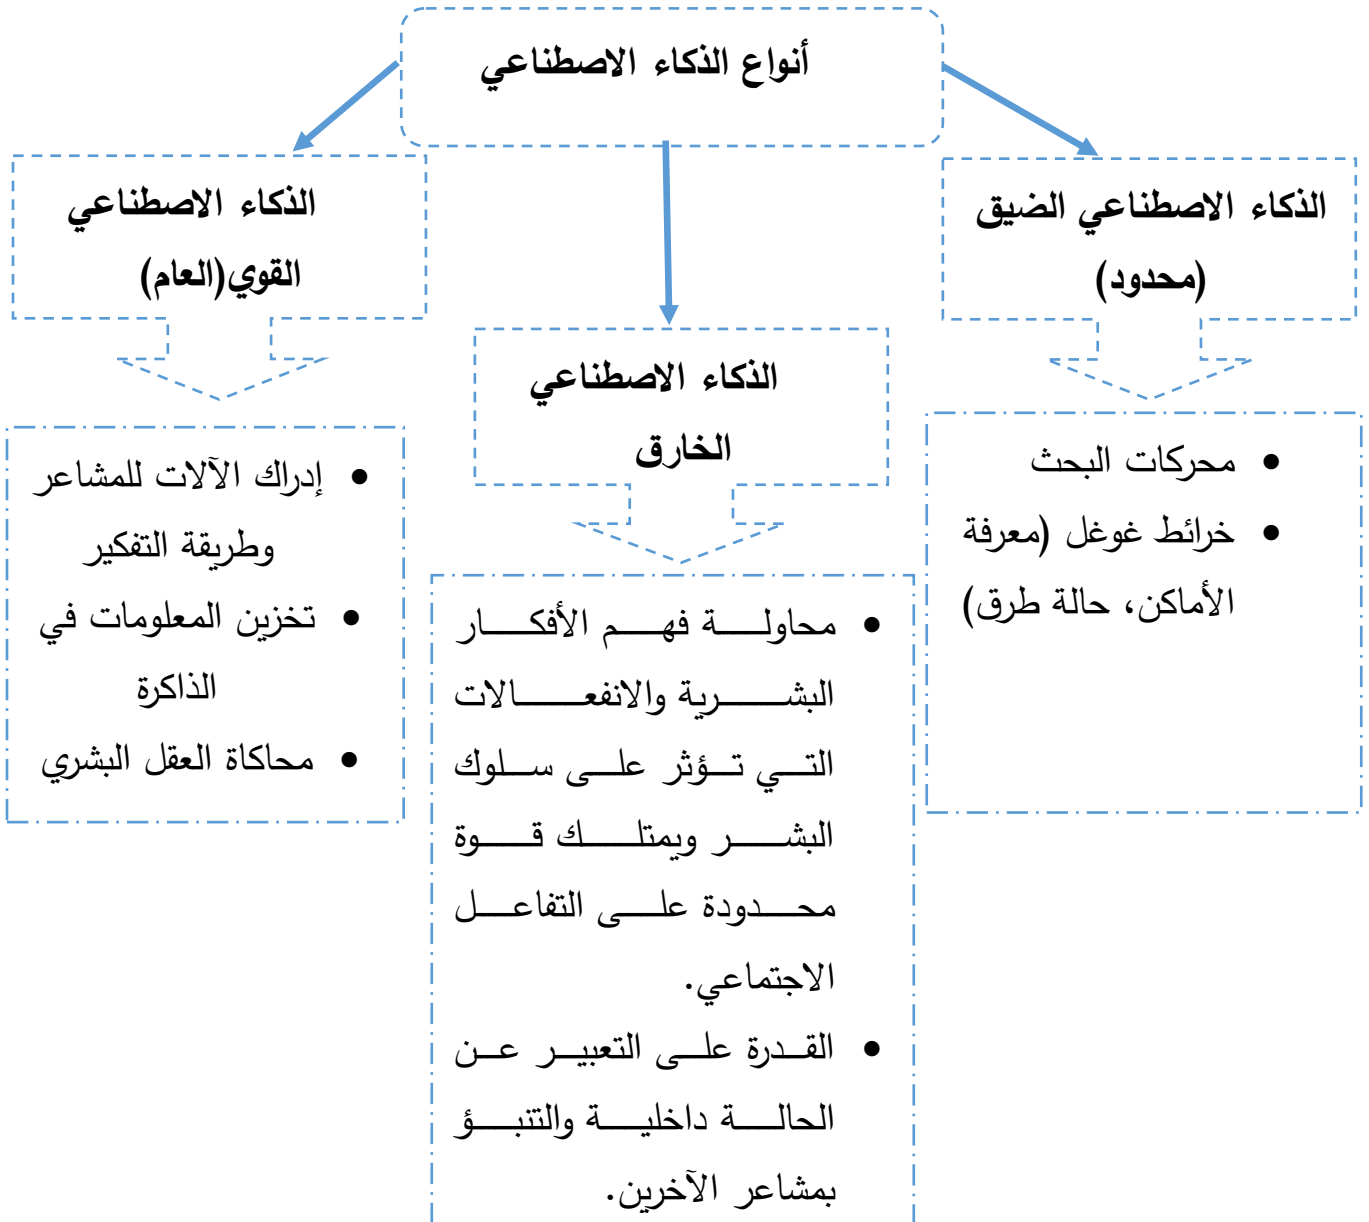 أنواع الذكاء الاصطناعي
الذكاء الاصطناعي الضيق
(محدود)
• محركات البحث
• خرائط غوغل (معرفة
الأماكن، حالة طرق)
الذكاء الاصطناعي
الخارق
• محاولة فهم الأفكار
البشرية والانفعالات
التي تؤثر على سلوك
البشر ويمتلك قوة
محدودة على التفاعل
الاجتماعي.
• القدرة على التعبير عن
الحالة داخلية والتنبؤ
بمشاعر الآخرين.
الذكاء الاصطناعي
القوي(العام)
• إدراك الآلات للمشاعر
وطريقة التفكير
• تخزين المعلومات في
الذاكرة
• محاكاة العقل البشري